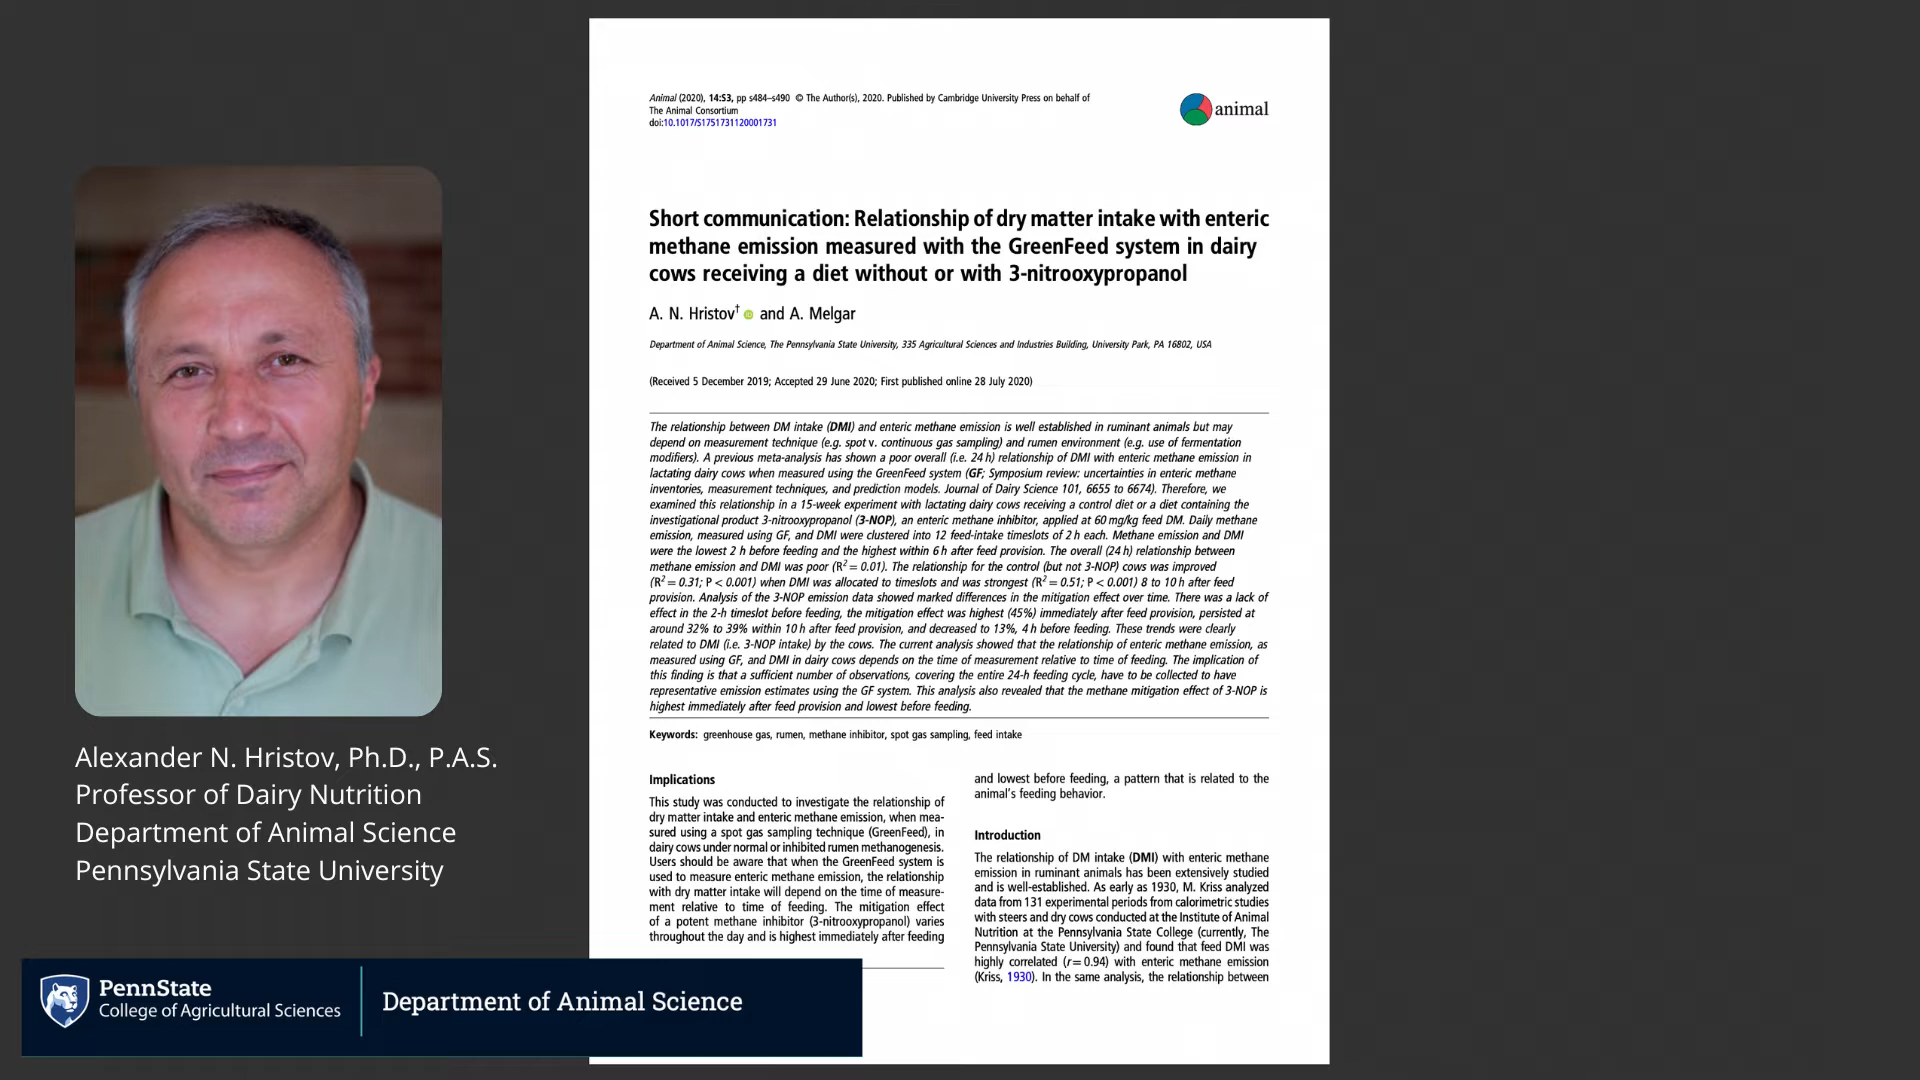 Animal (2020), 14:S3, pp s484–s490 © The Author(s), 2020. Published by Cambridge University Press on behalf of
The Animal Consortium
doi:10.1017/S1751731120001731
animal
Short communication: Relationship of dry matter intake with enteric
methane emission measured with the GreenFeed system in dairy
cows receiving a diet without or with 3-nitrooxypropanol
A. N. Hristov† and A. Melgar
Department of Animal Science, The Pennsylvania State University, 335 Agricultural Sciences and Industries Building, University Park, PA 16802, USA
(Received 5 December 2019; Accepted 29 June 2020; First published online 28 July 2020)
The relationship between DM intake (DMI) and enteric methane emission is well established in ruminant animals but may
depend on measurement technique (e.g. spot v. continuous gas sampling) and rumen environment (e.g. use of fermentation
modifiers). A previous meta-analysis has shown a poor overall (i.e. 24 h) relationship of DMI with enteric methane emission in
lactating dairy cows when measured using the GreenFeed system (GF; Symposium review: uncertainties in enteric methane
inventories, measurement techniques, and prediction models. Journal of Dairy Science 101, 6655 to 6674). Therefore, we
examined this relationship in a 15-week experiment with lactating dairy cows receiving a control diet or a diet containing the
investigational product 3-nitrooxypropanol (3-NOP), an enteric methane inhibitor, applied at 60 mg/kg feed DM. Daily methane
emission, measured using GF, and DMI were clustered into 12 feed-intake timeslots of 2 h each. Methane emission and DMI
were the lowest 2 h before feeding and the highest within 6 h after feed provision. The overall (24 h) relationship between
methane emission and DMI was poor (R² = 0.01). The relationship for the control (but not 3-NOP) cows was improved
(R² = 0.31; P < 0.001) when DMI was allocated to timeslots and was strongest (R² = 0.51; P < 0.001) 8 to 10 h after feed
provision. Analysis of the 3-NOP emission data showed marked differences in the mitigation effect over time. There was a lack of
effect in the 2-h timeslot before feeding, the mitigation effect was highest (45%) immediately after feed provision, persisted at
around 32% to 39% within 10 h after feed provision, and decreased to 13%, 4 h before feeding. These trends were clearly
related to DMI (i.e. 3-NOP intake) by the cows. The current analysis showed that the relationship of enteric methane emission, as
measured using GF, and DMI in dairy cows depends on the time of measurement relative to time of feeding. The implication of
this finding is that a sufficient number of observations, covering the entire 24-h feeding cycle, have to be collected to have
representative emission estimates using the GF system. This analysis also revealed that the methane mitigation effect of 3-NOP is
highest immediately after feed provision and lowest before feeding.
Keywords: greenhouse gas, rumen, methane inhibitor, spot gas sampling, feed intake
Implications
This study was conducted to investigate the relationship of
dry matter intake and enteric methane emission, when mea-
sured using a spot gas sampling technique (GreenFeed), in
dairy cows under normal or inhibited rumen methanogenesis.
Users should be aware that when the GreenFeed system is
used to measure enteric methane emission, the relationship
with dry matter intake will depend on the time of measure-
ment relative to time of feeding. The mitigation effect
of a potent methane inhibitor (3-nitrooxypropanol) varies
throughout the day and is highest immediately after feeding
and lowest before feeding, a pattern that is related to the
animal's feeding behavior.
Introduction
The relationship of DM intake (DMI) with enteric methane
emission in ruminant animals has been extensively studied
and is well-established. As early as 1930, M. Kriss analyzed
data from 131 experimental periods from calorimetric studies
with steers and dry cows conducted at the Institute of Animal
Nutrition at the Pennsylvania State College (currently, The
Pennsylvania State University) and found that feed DMI was
highly correlated (r = 0.94) with enteric methane emission
(Kriss, 1930). In the same analysis, the relationship between
Alexander N. Hristov, Ph.D., P.A.S.
Professor of Dairy Nutrition
Department of Animal Science
Pennsylvania State University
PennState
College of Agricultural Sciences
Department of Animal Science